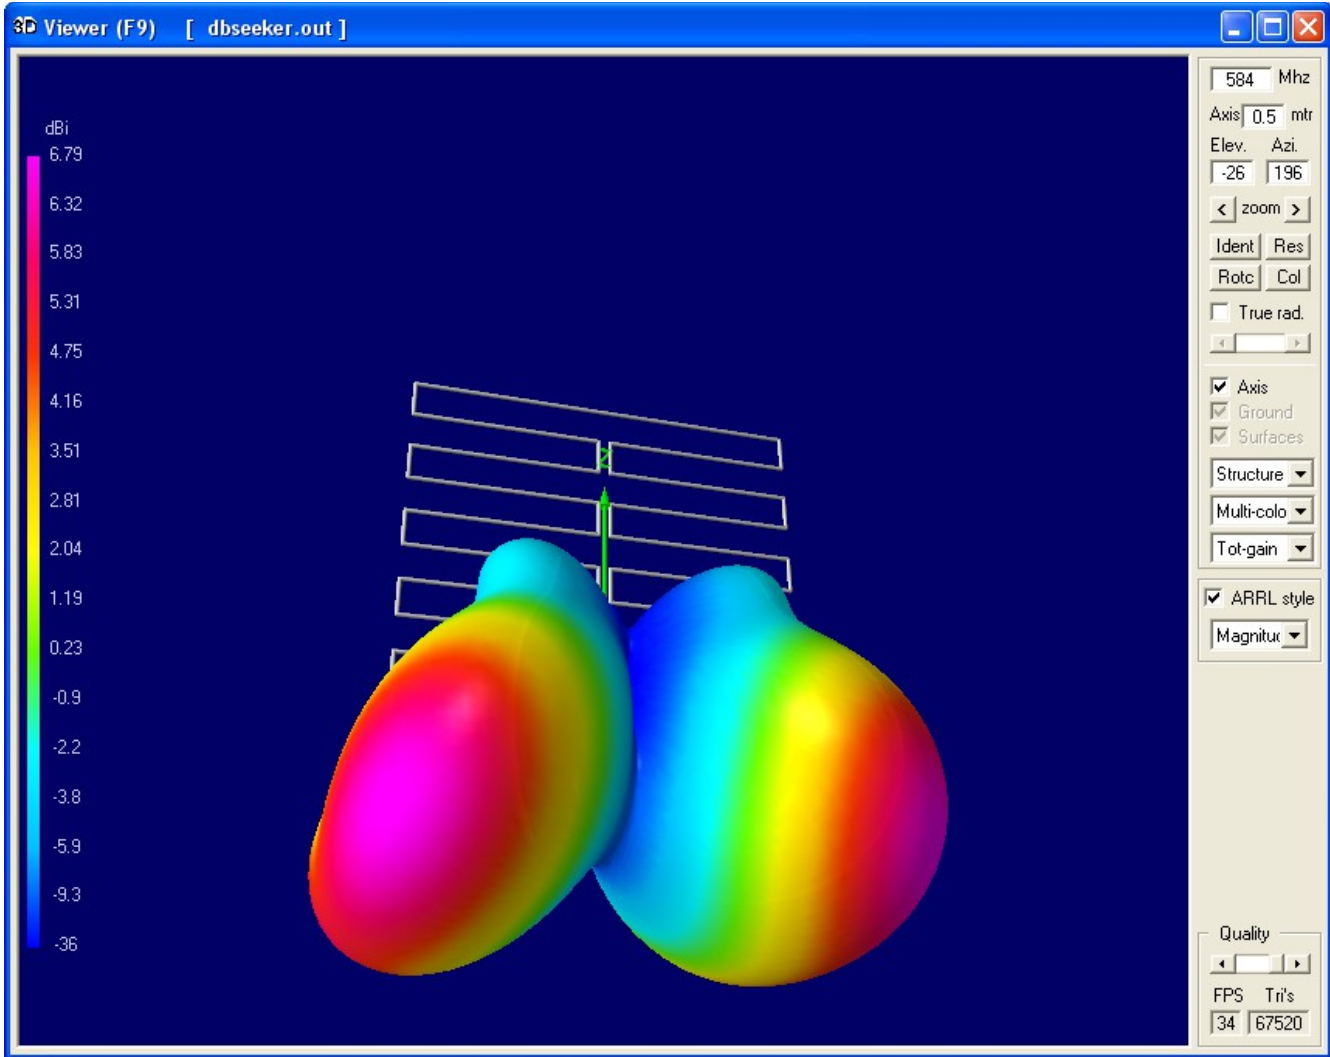 3D Viewer (F9) [ dbseeker.out ]
dBi
6.79
6.32
5.83
5.31
4.75
4.16
3.51
2.81
2.04
1.19
0.23
-0.9
-2.2
-3.8
-5.9
-9.3
-36
Z
584 Mhz
Axis 0.5 mtr
Elev. Azi.
-26 196
< zoom >
Ident Res
Rotc Col
True rad.
Axis
Ground
Surfaces
Structure
Multi-colo
Tot-gain
ARRL style
Magnituc
Quality
FPS Tri's
34 67520